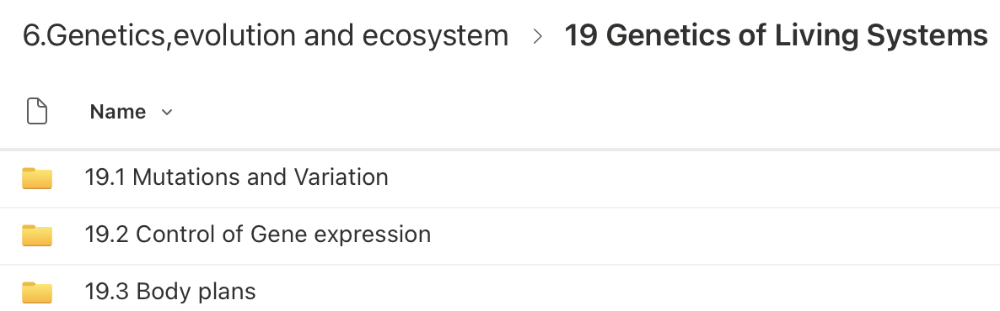 6.Genetics,evolution and ecosystem > 19 Genetics of Living Systems
Name
19.1 Mutations and Variation
19.2 Control of Gene expression
19.3 Body plans